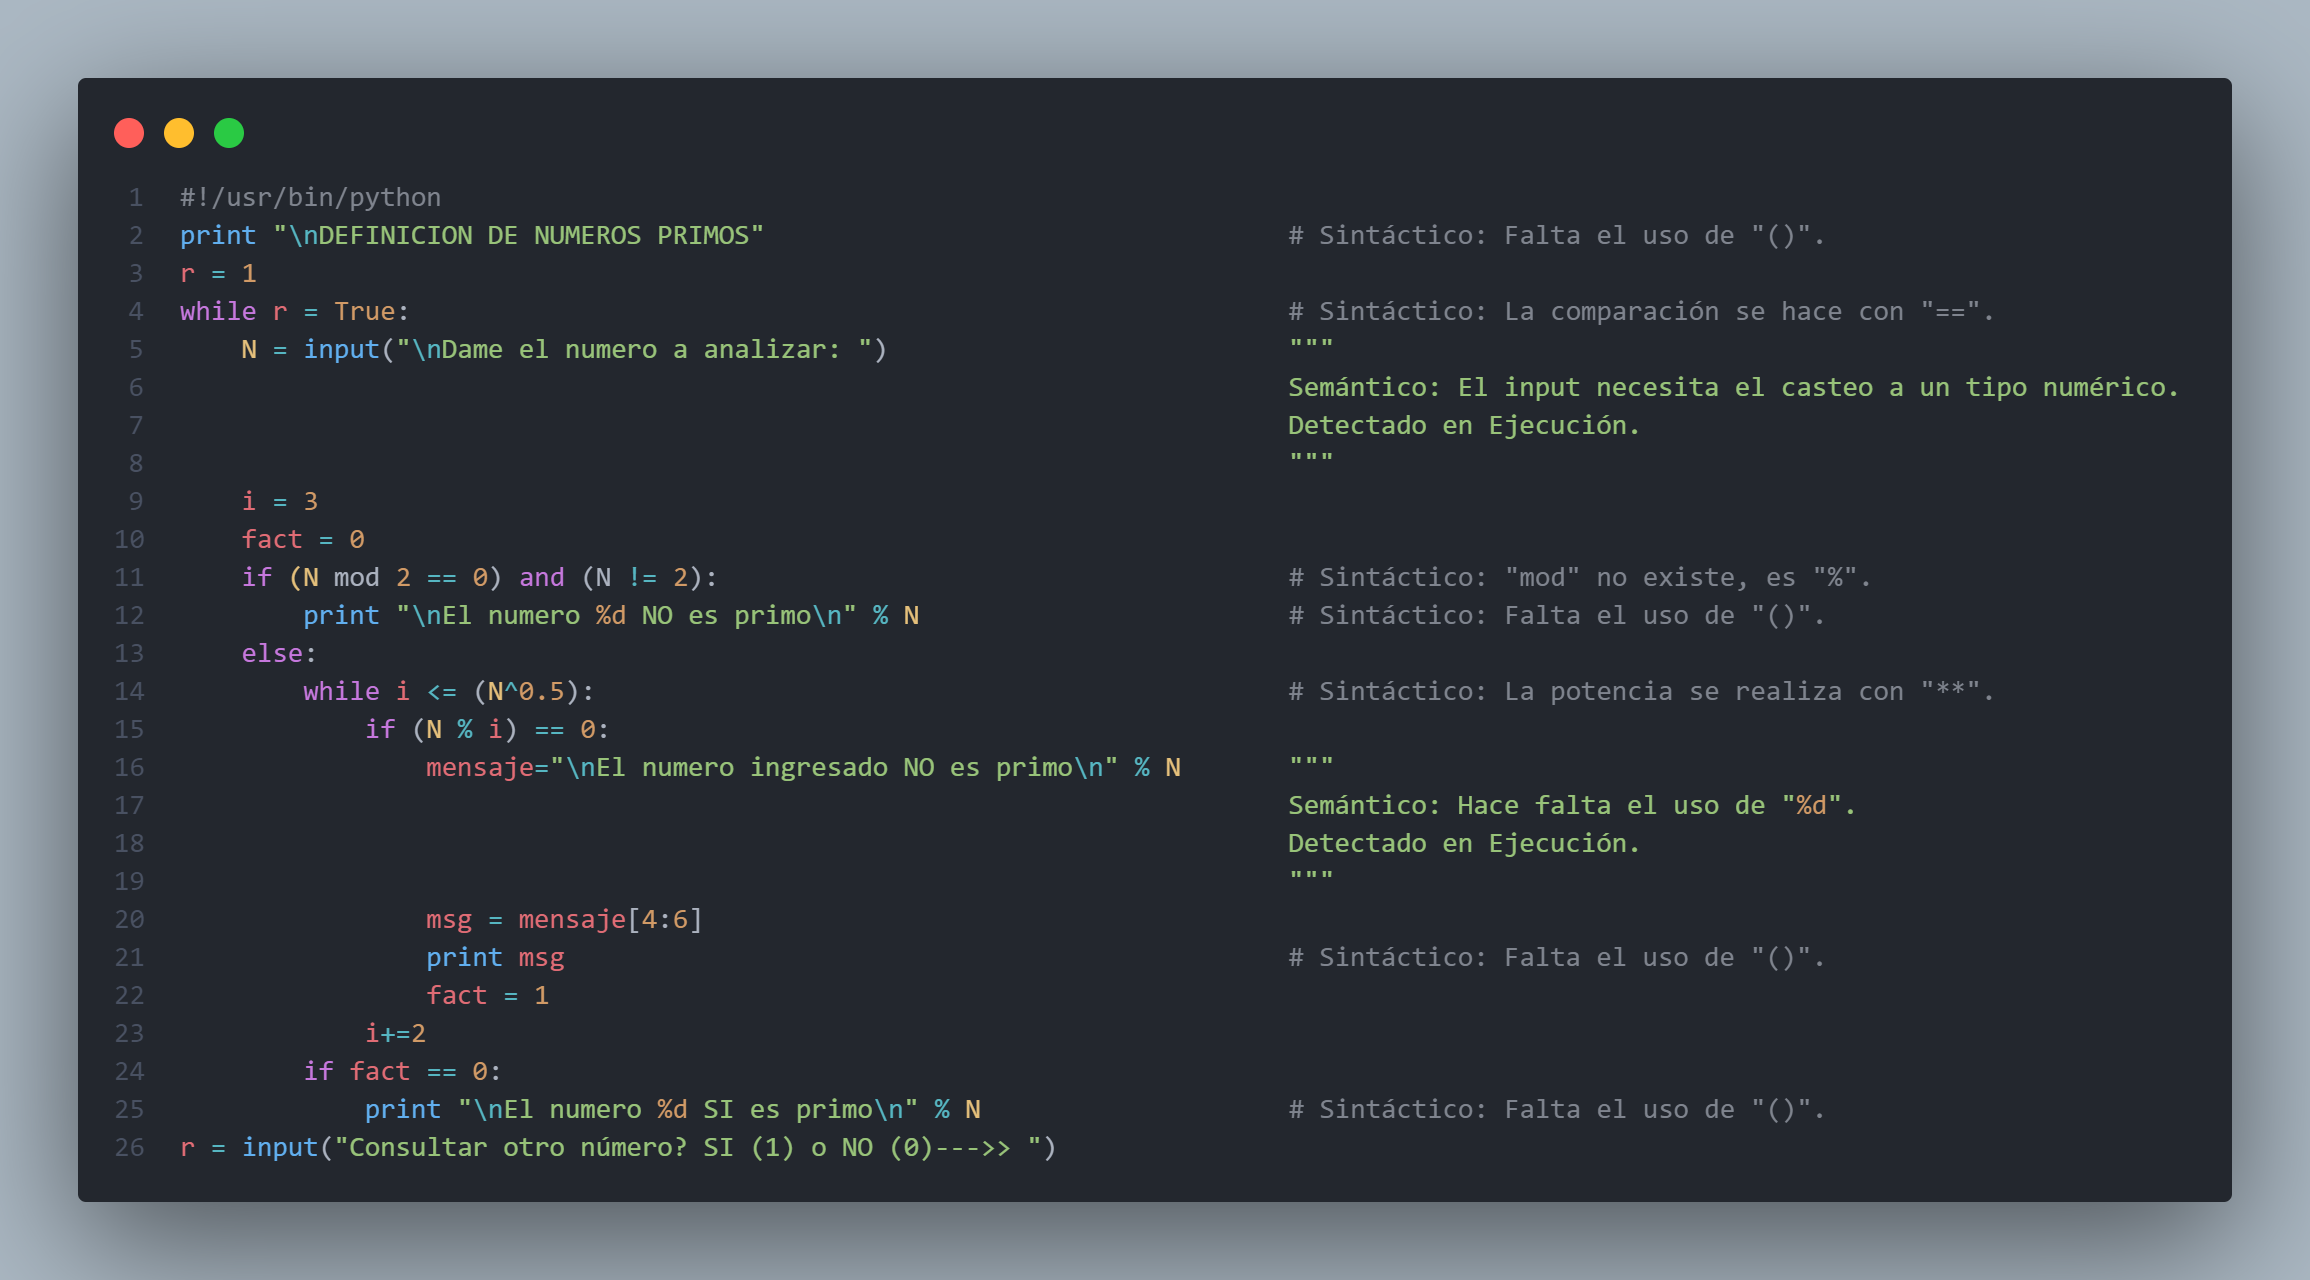 1 #!/usr/bin/python
2 print "\nDEFINICION DE NUMEROS PRIMOS" # Sintáctico: Falta el uso de "()".
3 r = 1
4 while r = True: # Sintáctico: La comparación se hace con "==".
5     N = input("\nDame el numero a analizar: ") """
6 Semántico: El input necesita el casteo a un tipo numérico.
7 Detectado en Ejecución.
8 """
9     i = 3
10     fact = 0
11     if (N mod 2 == 0) and (N != 2): # Sintáctico: "mod" no existe, es "%".
12         print "\nEl numero %d NO es primo\n" % N # Sintáctico: Falta el uso de "()".
13     else:
14         while i <= (N^0.5): # Sintáctico: La potencia se realiza con "**".
15             if (N % i) == 0:
16                 mensaje="\nEl numero ingresado NO es primo\n" % N """
17 Semántico: Hace falta el uso de "%d".
18 Detectado en Ejecución.
19 """
20                 msg = mensaje[4:6]
21                 print msg # Sintáctico: Falta el uso de "()".
22                 fact = 1
23             i+=2
24         if fact == 0:
25             print "\nEl numero %d SI es primo\n" % N # Sintáctico: Falta el uso de "()".
26 r = input("Consultar otro número? SI (1) o NO (0)--->> ")